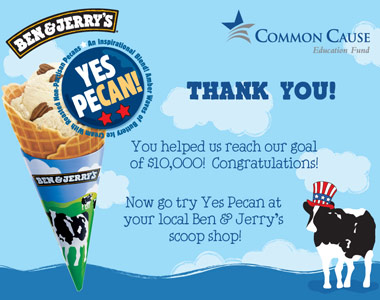 BEN & JERRY'S
COMMON CAUSE
Education Fund
An Inspirational Blend! Amber Waves of Buttery Ice Cream With Roasted Non-Partisan Pecans
YES
PECAN!
THANK YOU!
You helped us reach our goal
of $10,000! Congratulations!
BEN & JERRY'S
Now go try Yes Pecan at
your local Ben & Jerry's
scoop shop!